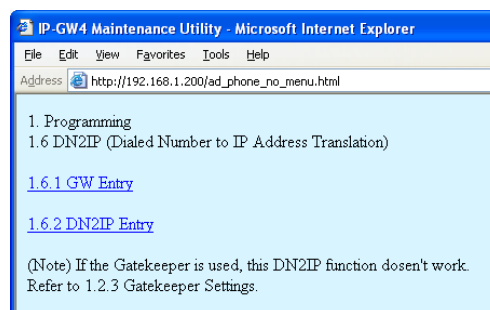 IP-GW4 Maintenance Utility - Microsoft Internet Explorer
File Edit View Favorites Tools Help
Address http://192.168.1.200/ad_phone_no_menu.html
1. Programming
1.6 DN2IP (Dialed Number to IP Address Translation)
1.6.1 GW Entry
1.6.2 DN2IP Entry
(Note) If the Gatekeeper is used, this DN2IP function dosen't work.
Refer to 1.2.3 Gatekeeper Settings.